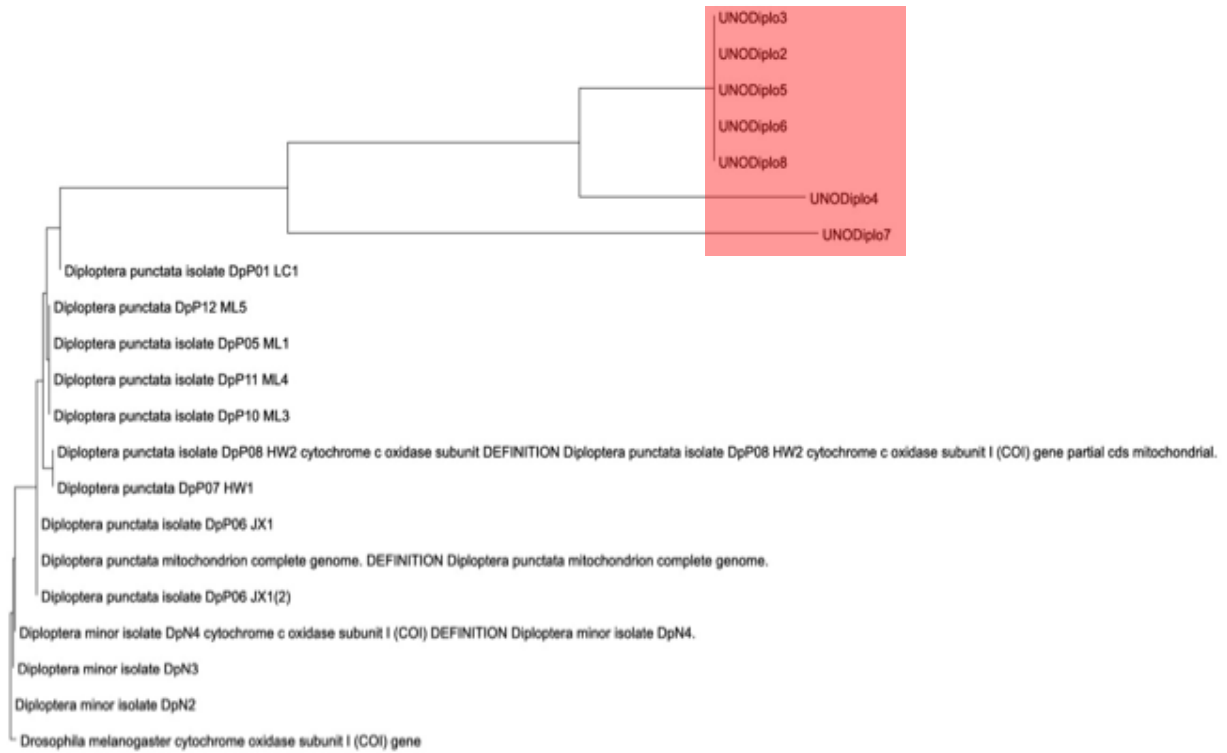 UNODiplo3
UNODiplo2
UNODiplo5
UNODiplo6
UNODiplo8
UNODiplo4
UNODiplo7
Diploptera punctata isolate DpP01 LC1
Diploptera punctata DpP12 ML5
Diploptera punctata isolate DpP05 ML1
Diploptera punctata isolate DpP11 ML4
Diploptera punctata isolate DpP10 ML3
Diploptera punctata isolate DpP08 HW2 cytochrome c oxidase subunit DEFINITION Diploptera punctata isolate DpP08 HW2 cytochrome c oxidase subunit I (COI) gene partial cds mitochondrial.
Diploptera punctata DpP07 HW1
Diploptera punctata isolate DpP06 JX1
Diploptera punctata mitochondrion complete genome. DEFINITION Diploptera punctata mitochondrion complete genome.
Diploptera punctata isolate DpP06 JX1(2)
Diploptera minor isolate DpN4 cytochrome c oxidase subunit I (COI) DEFINITION Diploptera minor isolate DpN4.
Diploptera minor isolate DpN3
Diploptera minor isolate DpN2
Drosophila melanogaster cytochrome oxidase subunit I (COI) gene